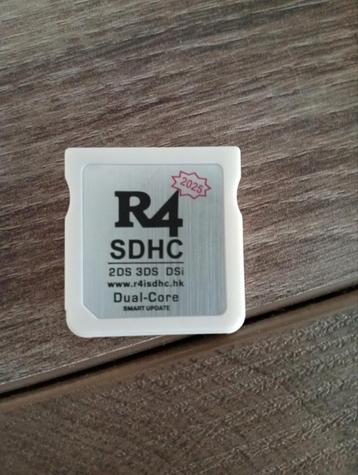 2025
R4
SDHC
2DS 3DS DSi
www.r4isdhc.hk
Dual-Core
SMART UPDATE